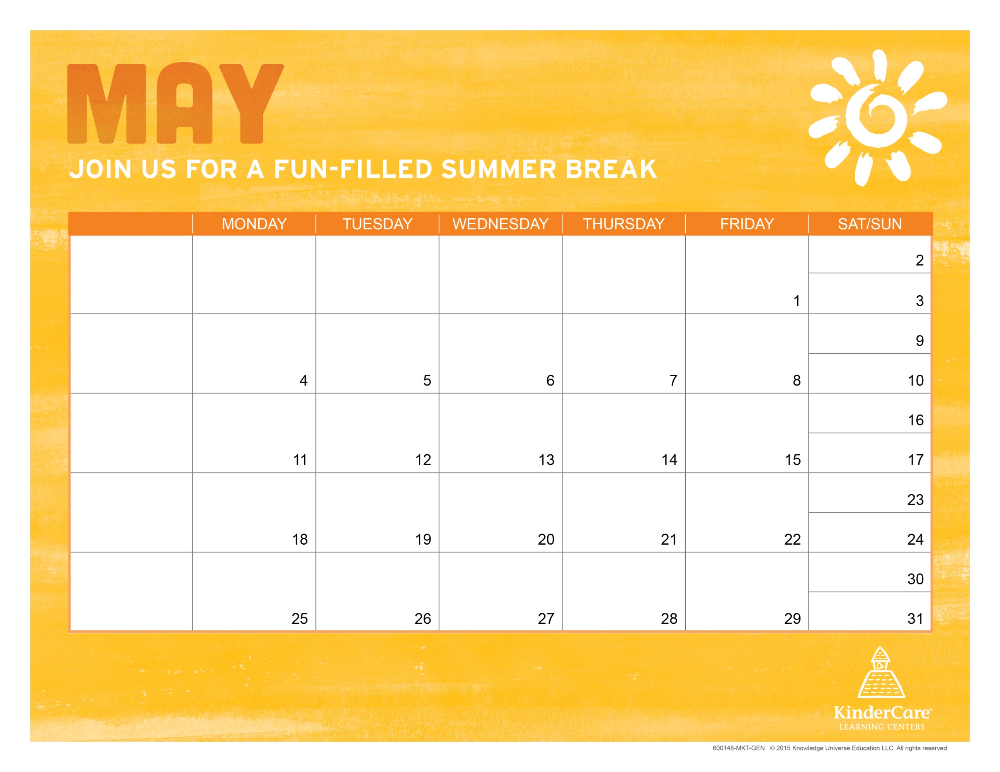 MAY
JOIN US FOR A FUN-FILLED SUMMER BREAK
MONDAY TUESDAY WEDNESDAY THURSDAY FRIDAY SAT/SUN
2
1 3
9
4 5 6 7 8 10
16
11 12 13 14 15 17
23
18 19 20 21 22 24
30
25 26 27 28 29 31
KinderCare®
LEARNING CENTERS
600148-MKT-GEN © 2015 Knowledge Universe Education LLC. All rights reserved.